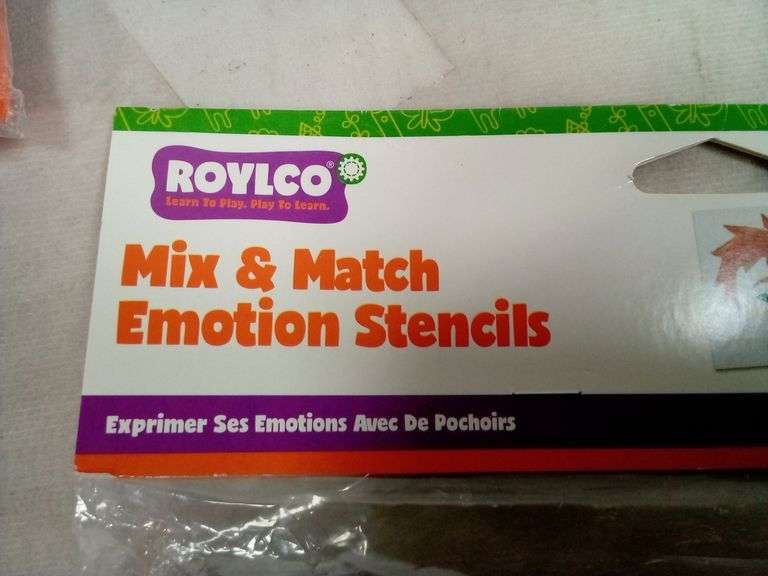 ROYLCO®
Learn To Play. Play To Learn.
Mix & Match
Emotion Stencils
Exprimer Ses Emotions Avec De Pochoirs